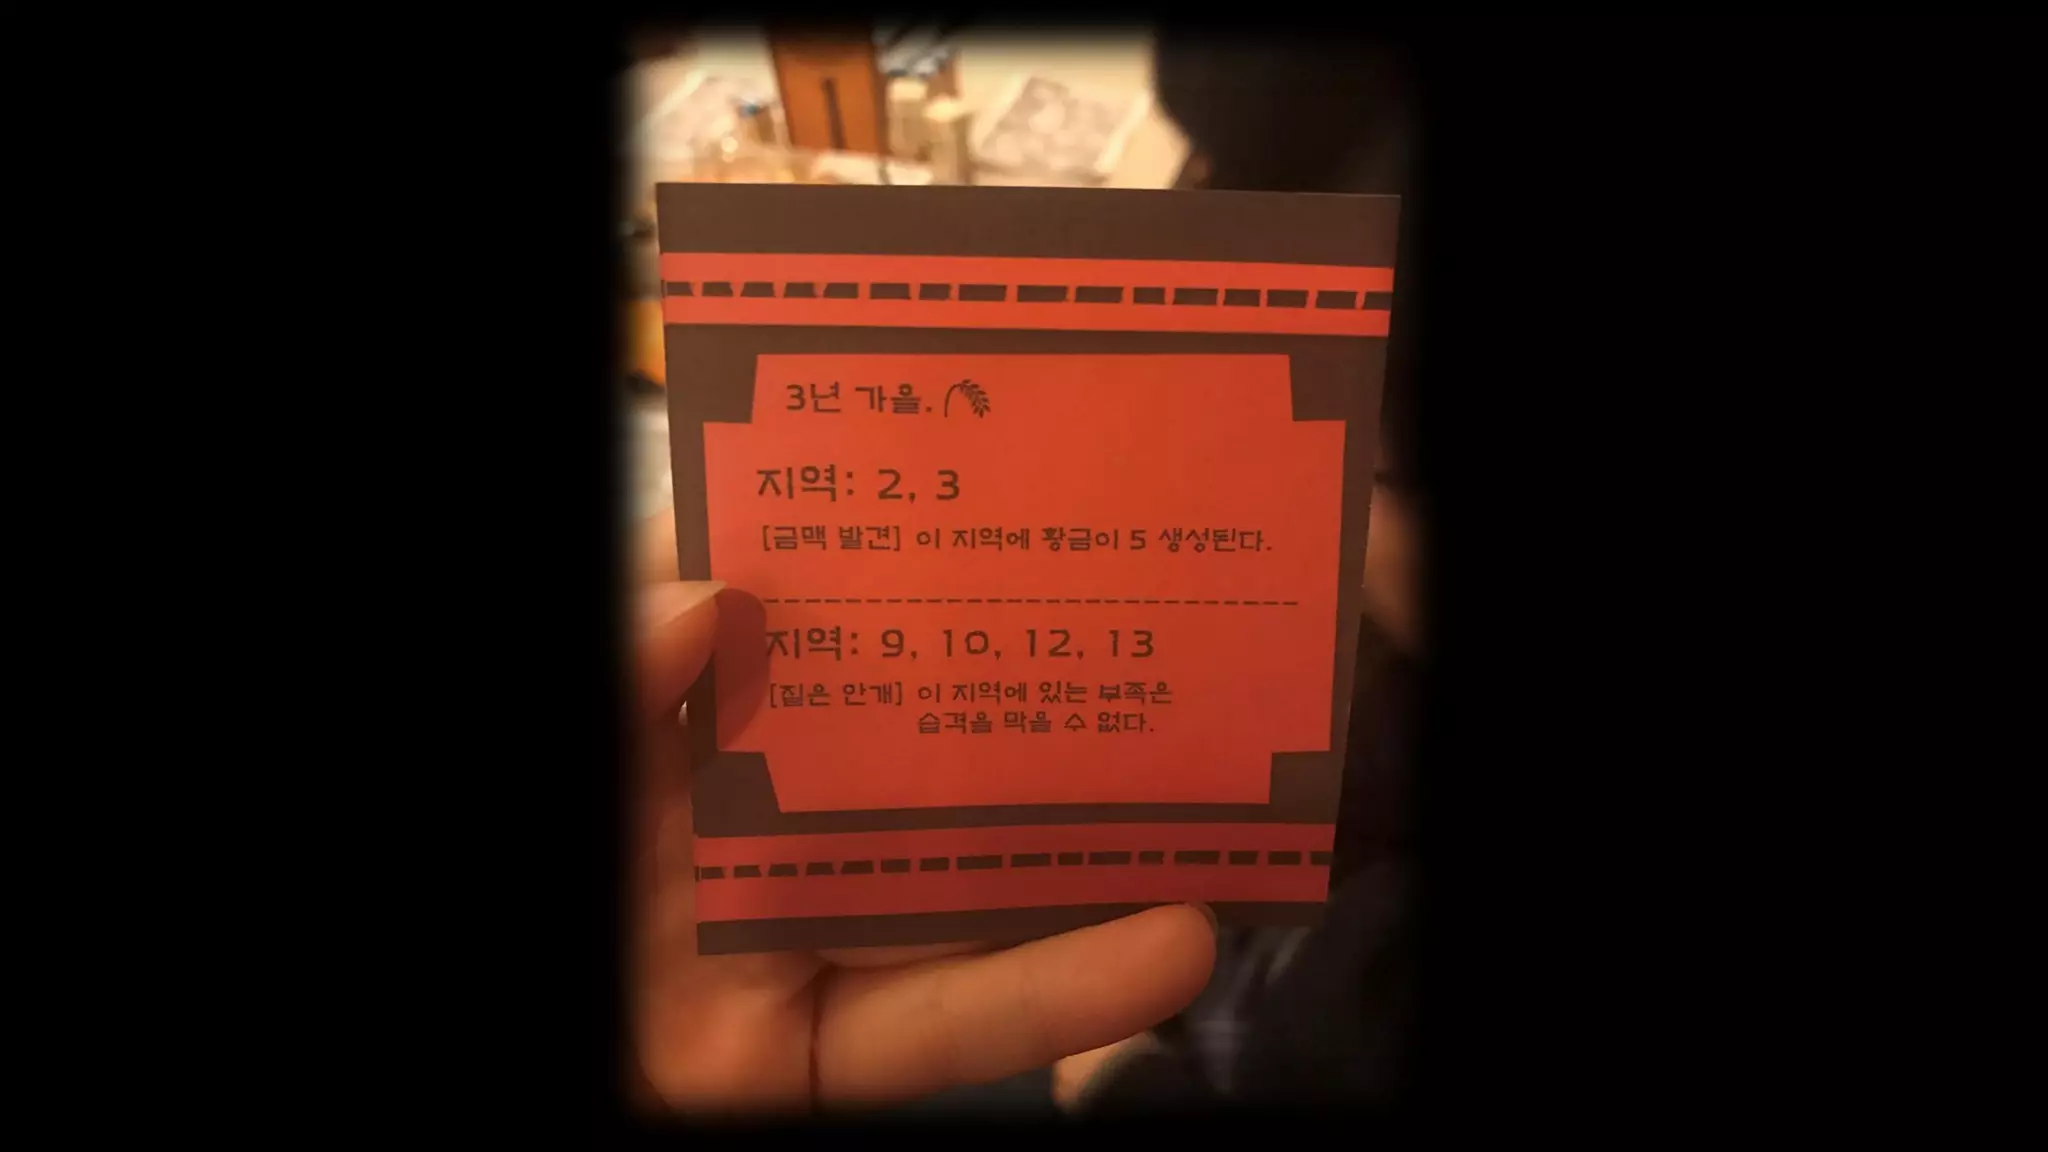 3년 가을.
지역: 2, 3
[금맥 발견] 이 지역에 황금이 5 생성된다.
지역: 9, 10, 12, 13
[짙은 안개] 이 지역에 있는 부족은
습격을 막을 수 없다.